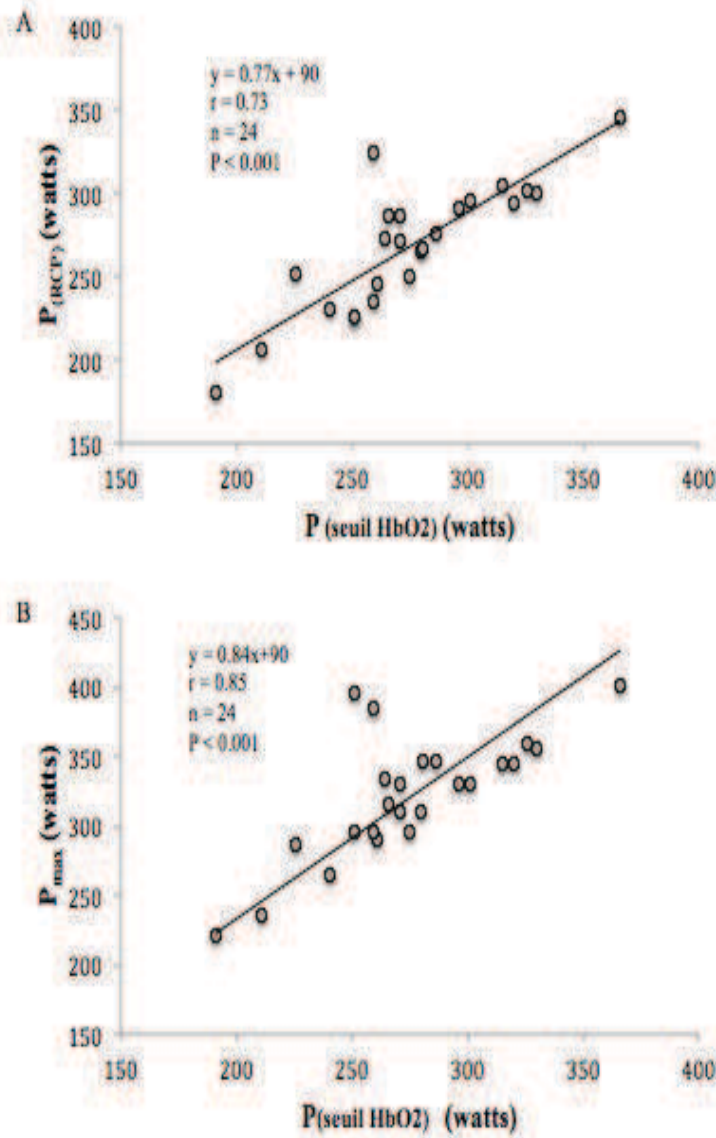 A
400
350
300
250
200
150
y = 0.77x + 90
r = 0.73
n = 24
P < 0.001
P(RCP) (watts)
150 200 250 300 350 400
P (seuil HbO2) (watts)
B
450
400
350
300
250
200
150
y = 0.84x+90
r = 0.85
n = 24
P < 0.001
Pmax (watts)
150 200 250 300 350 400
P(seuil HbO2) (watts)